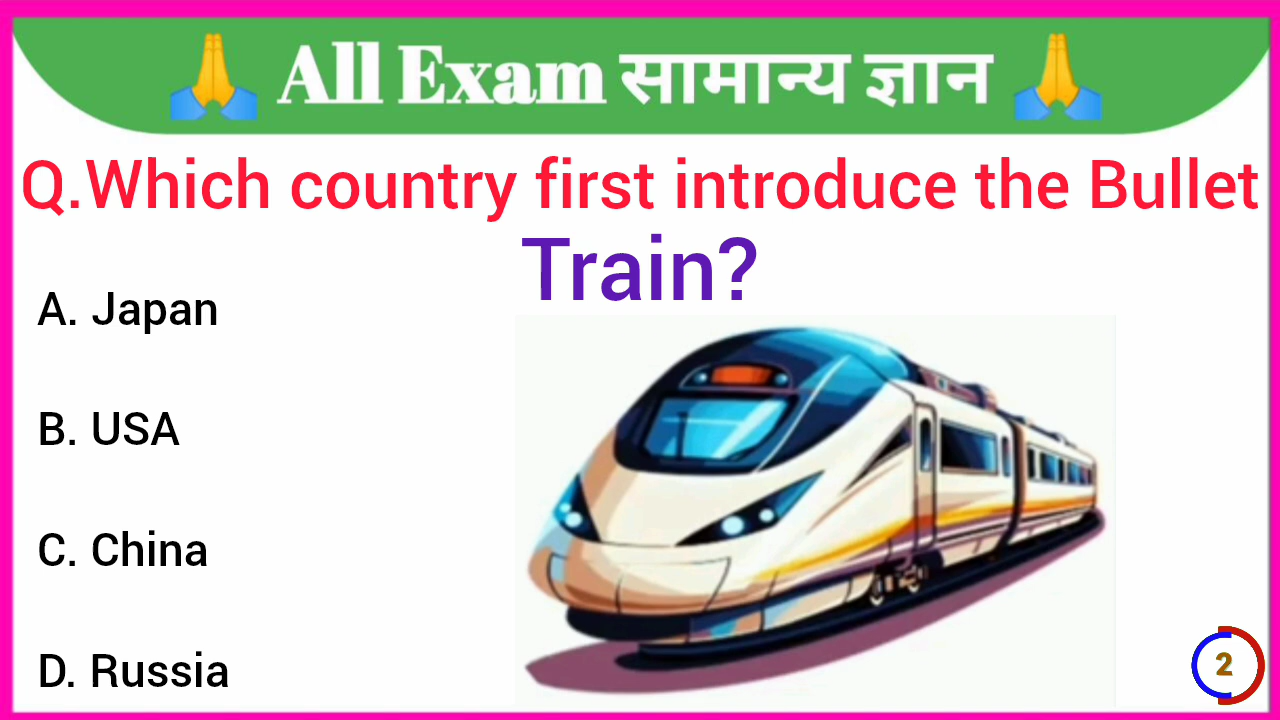 🙏 All Exam सामान्य ज्ञान 🙏
Q.Which country first introduce the Bullet
Train?
A. Japan
B. USA
C. China
D. Russia
2